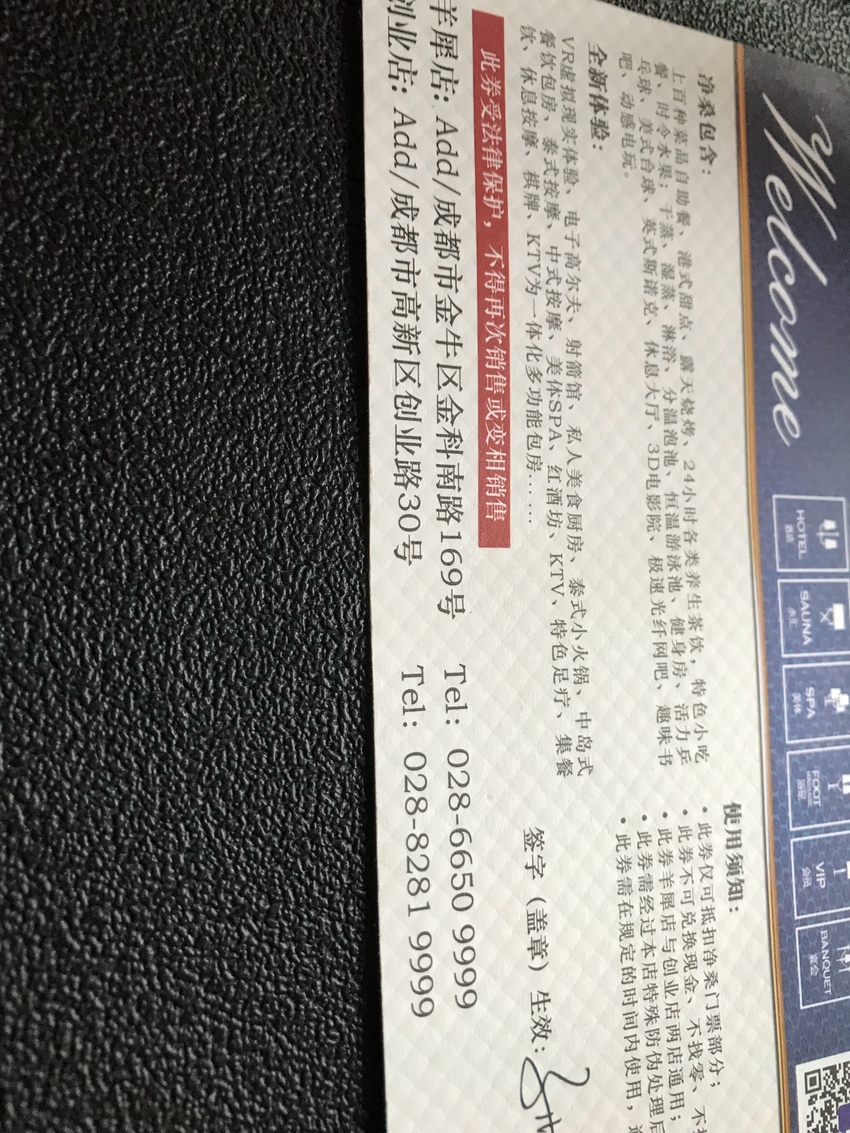 Welcome
HOTEL
酒店
SAUNA
水汇
SPA
美体
FOOT
MASSAGE
VIP
会员
BANQUET
宴会
净桑包含：
上百种菜品自助餐、港式甜点、露天烧烤、24小时各类养生茶饮，特色小吃
餐、时令水果；干蒸、湿蒸、淋浴、分温泡池、恒温游泳池、健身房、活力乒
乓球、美式台球、英式斯诺克、休息大厅、3D电影院、极速光纤网吧、趣味书
吧、动感电玩。
全新体验：
VR虚拟现实体验、电子高尔夫、射箭馆、私人美食厨房、泰式小火锅、中岛式
餐饮包房、泰式按摩、中式按摩、美体SPA、红酒坊、KTV、特色足疗、集餐
饮、休息按摩、棋牌、KTV为一体化多功能包房……
使用须知：
• 此券仅可抵扣净桑门票部分；
• 此券不可兑换现金、不找零、不
• 此券羊犀店与创业店两店通用；
• 此券需经过本店特殊防伪处理后
• 此券需在规定的时间内使用，
签字（盖章）生效：
此券受法律保护，不得再次销售或变相销售
羊犀店：Add/成都市金牛区金科南路169号 Tel: 028-6650 9999
创业店：Add/成都市高新区创业路30号 Tel: 028-8281 9999